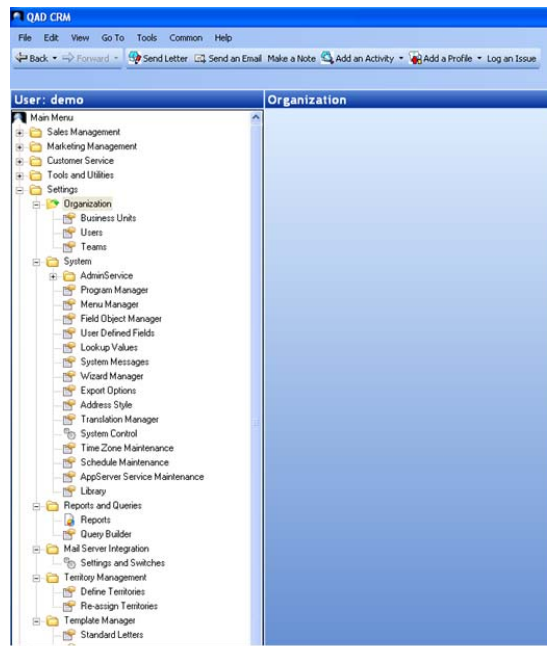 QAD CRM
File Edit View Go To Tools Common Help
Back Forward Send Letter Send an Email Make a Note Add an Activity Add a Profile Log an Issue
User: demo
Organization
Main Menu
Sales Management
Marketing Management
Customer Service
Tools and Utilities
Settings
Organization
Business Units
Users
Teams
System
AdminService
Program Manager
Menu Manager
Field Object Manager
User Defined Fields
Lookup Values
System Messages
Wizard Manager
Export Options
Address Style
Translation Manager
System Control
Time Zone Maintenance
Schedule Maintenance
AppServer Service Maintenance
Library
Reports and Queries
Reports
Query Builder
Mail Server Integration
Settings and Switches
Territory Management
Define Territories
Re-assign Territories
Template Manager
Standard Letters